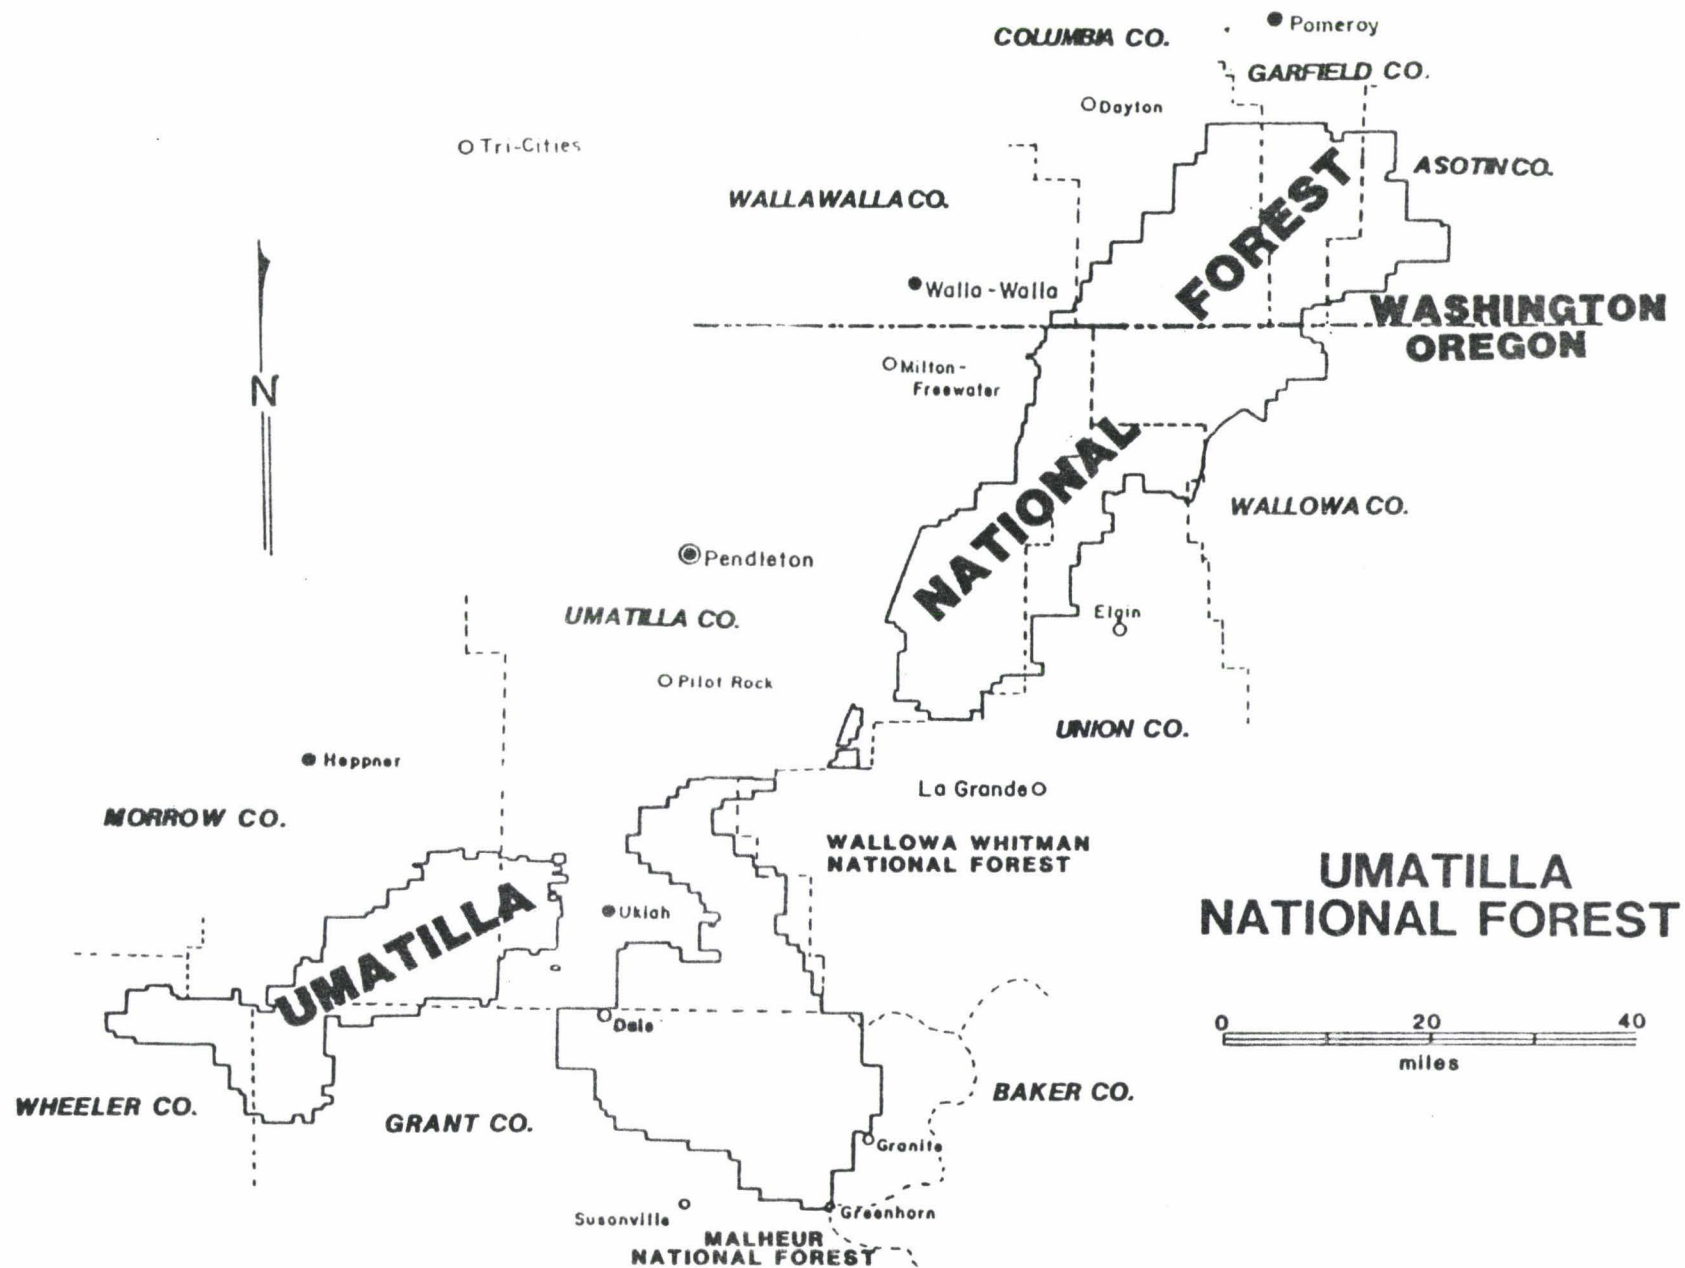 Pomeroy
COLUMBIA CO.
GARFIELD CO.
Dayton
Tri-Cities
ASOTIN CO.
WALLA WALLA CO.
FOREST
Walla-Walla
WASHINGTON
OREGON
Milton-
Freewater
N
NATIONAL
WALLOWA CO.
Pendleton
UMATILLA CO.
Elgin
Pilot Rock
UNION CO.
Heppner
La Grande
MORROW CO.
WALLOWA WHITMAN
NATIONAL FOREST
UMATILLA
NATIONAL FOREST
UMATILLA
Ukiah
Dale
0 20 40
miles
WHEELER CO.
GRANT CO.
BAKER CO.
Granite
Greenhorn
Susonville
MALHEUR
NATIONAL FOREST